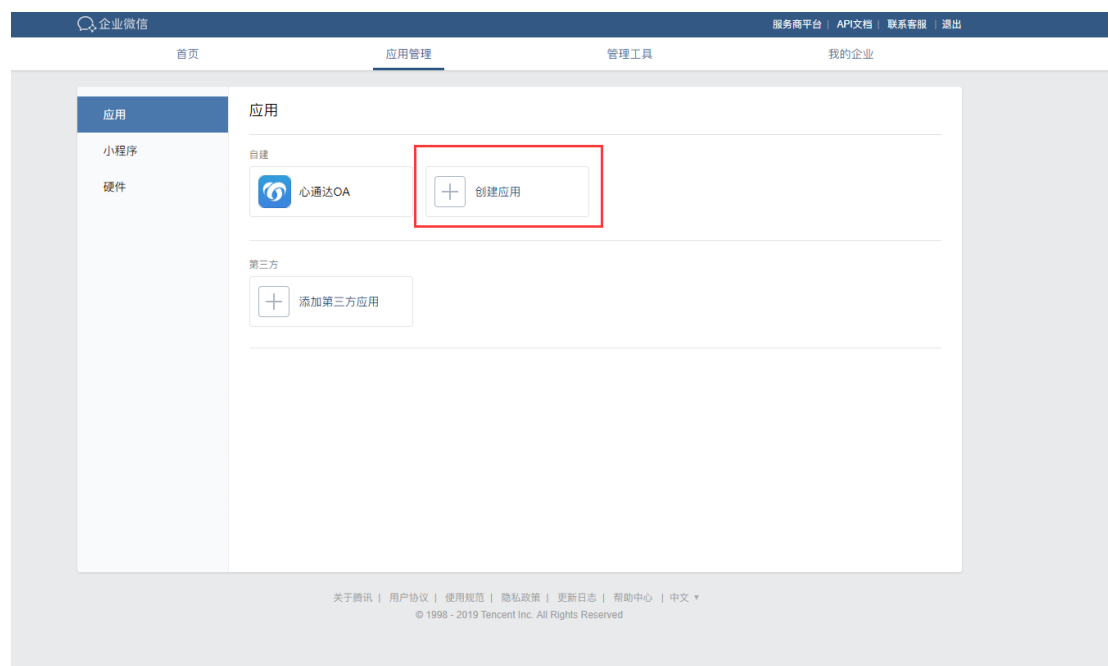 企业微信
服务商平台 | API文档 | 联系客服 | 退出
首页 应用管理 管理工具 我的企业
应用
小程序
硬件
应用
自建
心通达OA
创建应用
第三方
添加第三方应用
关于腾讯 | 用户协议 | 使用规范 | 隐私政策 | 更新日志 | 帮助中心 | 中文
© 1998 - 2019 Tencent Inc. All Rights Reserved